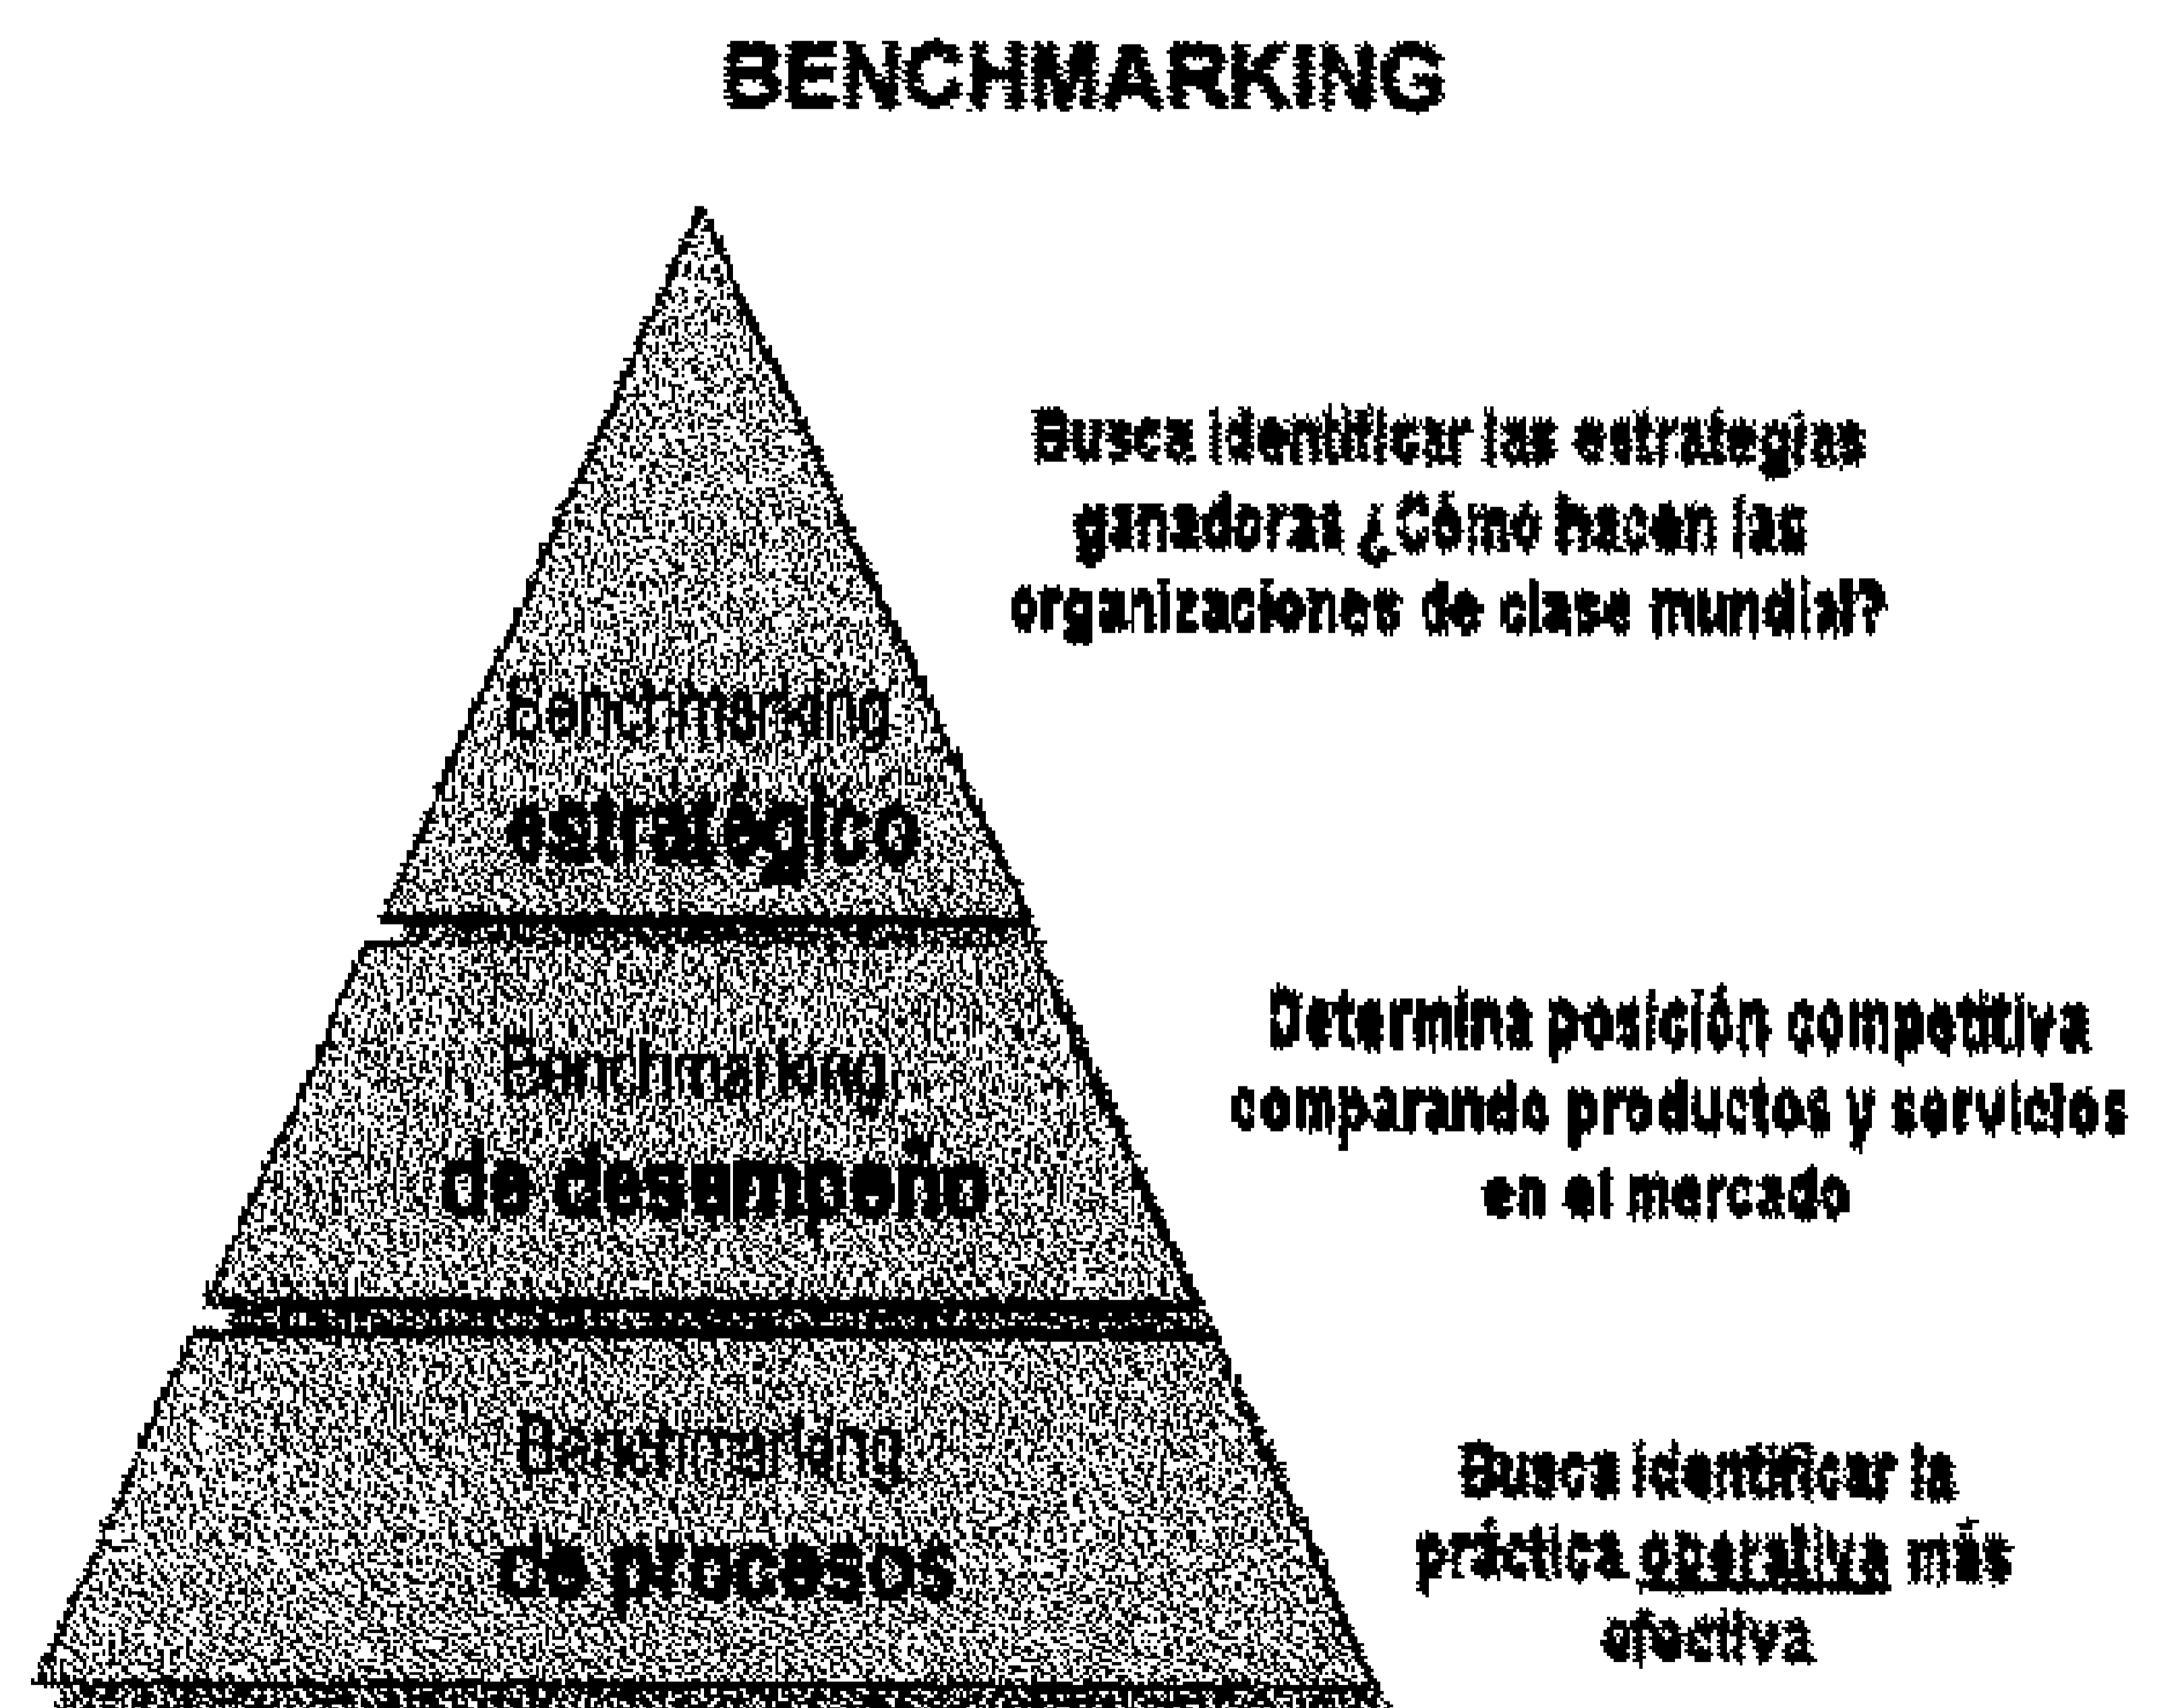 BENCHMARKING
Busca identificar las estrategias
ganadoras ¿Cómo hacen las
organizaciones de clase mundial?
Benchmarking
estratégico
Determina posición competitiva
comparando productos y servicios
en el mercado
Benchmarking
de desempeño
Busca identificar la
práctica operativa más
efectiva
Benchmarking
de procesos